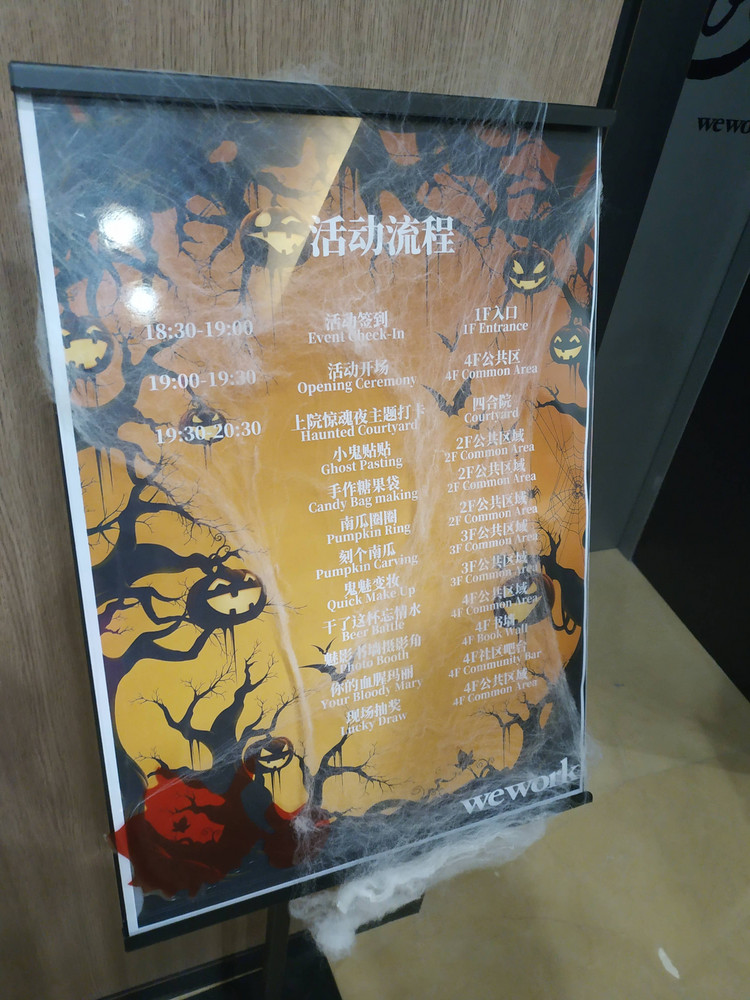 活动流程
18:30-19:00 活动签到 1F入口
Event Check-In 1F Entrance
19:00-19:30 活动开场 4F公共区
Opening Ceremony 4F Common Area
19:30-20:30 上院惊魂夜主题打卡 四合院
Haunted Courtyard Courtyard
小鬼贴贴 2F公共区域
Ghost Pasting 2F Common Area
手作糖果袋 2F公共区域
Candy Bag making 2F Common Area
南瓜圈圈 2F公共区域
Pumpkin Ring 2F Common Area
刻个南瓜 3F公共区域
Pumpkin Carving 3F Common Area
鬼魅变妆 3F公共区域
Quick Make Up 3F Common Area
干了这杯忘情水 4F公共区域
Beer Battle 4F Common Area
魅影书墙摄影角 4F书墙
Photo Booth 4F Book Wall
你的血腥玛丽 4F社区吧台
Your Bloody Mary 4F Community Bar
现场抽奖 4F公共区域
Lucky Draw 4F Common Area
wework